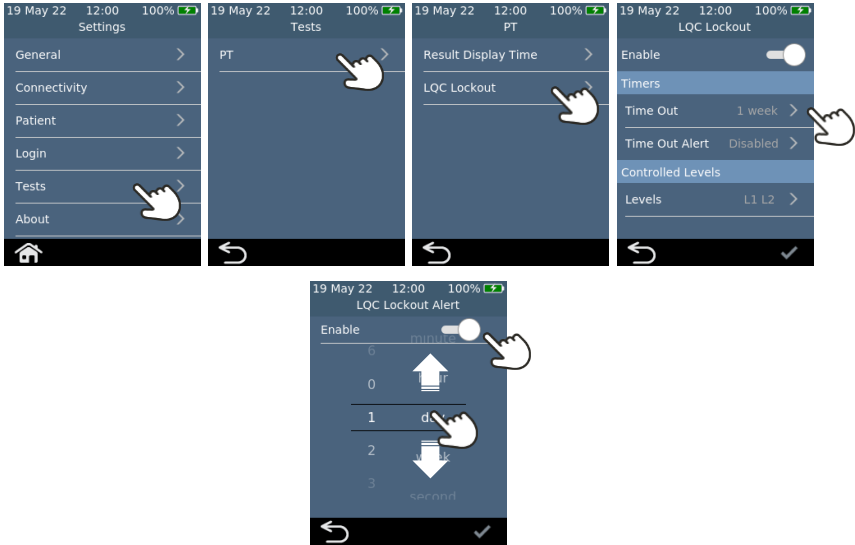 19 May 22 12:00 100%
Settings
General
Connectivity
Patient
Login
Tests
About
19 May 22 12:00 100%
Tests
PT
19 May 22 12:00 100%
PT
Result Display Time
LQC Lockout
19 May 22 12:00 100%
LQC Lockout
Enable
Timers
Time Out 1 week
Time Out Alert Disabled
Controlled Levels
Levels L1 L2
19 May 22 12:00 100%
LQC Lockout Alert
Enable
minute
6
0 hour
1 day
2 week
3
second